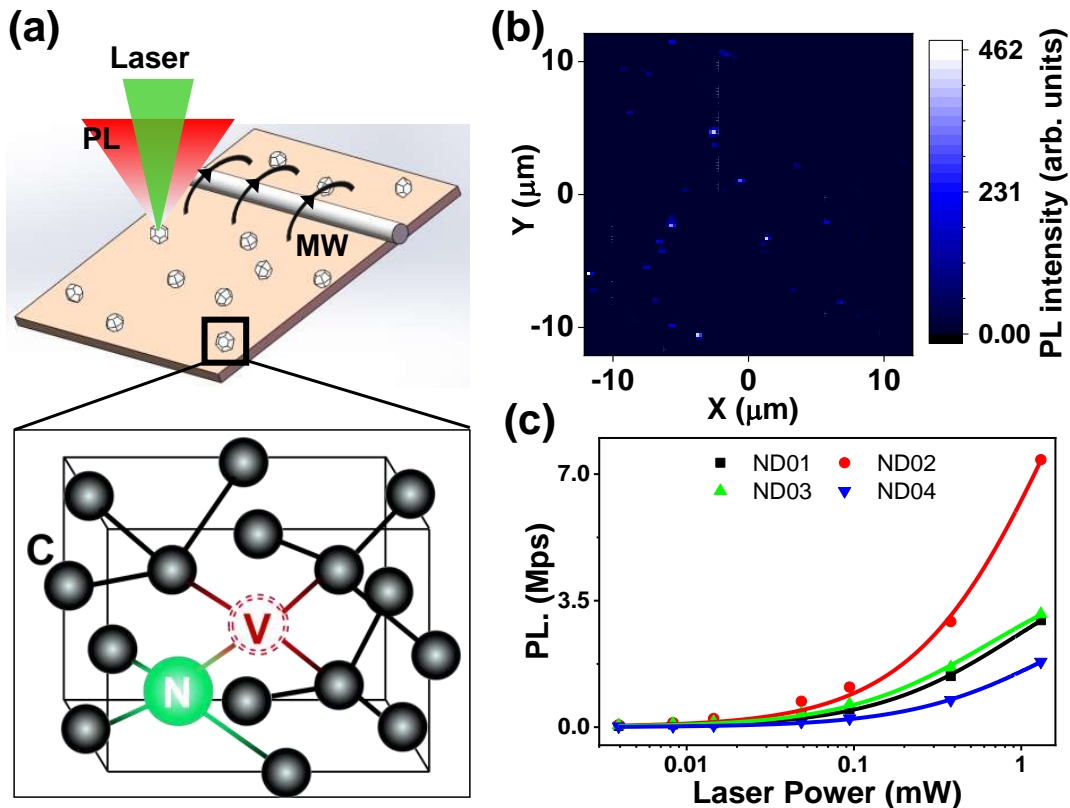 (a)
Laser
PL
MW
C
V
N
(b)
10
0
-10
Y (μm)
-10
0
10
X (μm)
462
231
0.00
PL intensity (arb. units)
(c)
ND01
ND02
ND03
ND04
7.0
3.5
0.0
PL. (Mps)
0.01
0.1
1
Laser Power (mW)